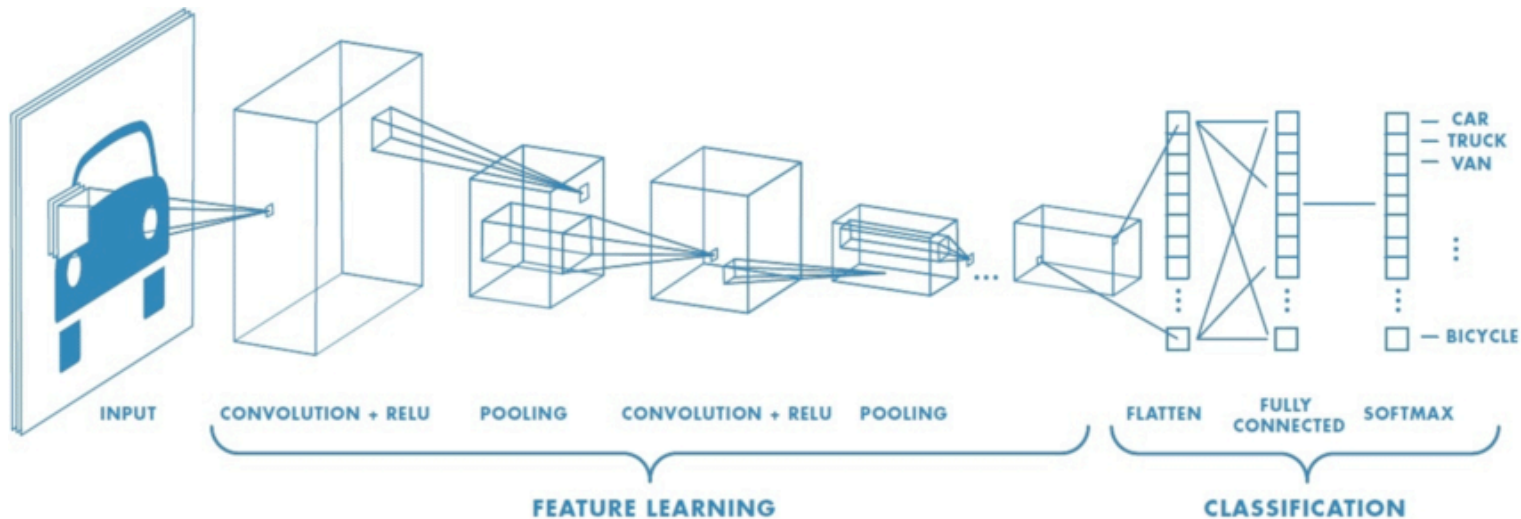 CAR
TRUCK
VAN
BICYCLE
INPUT
CONVOLUTION + RELU
POOLING
CONVOLUTION + RELU
POOLING
FLATTEN
FULLY
CONNECTED
SOFTMAX
FEATURE LEARNING
CLASSIFICATION